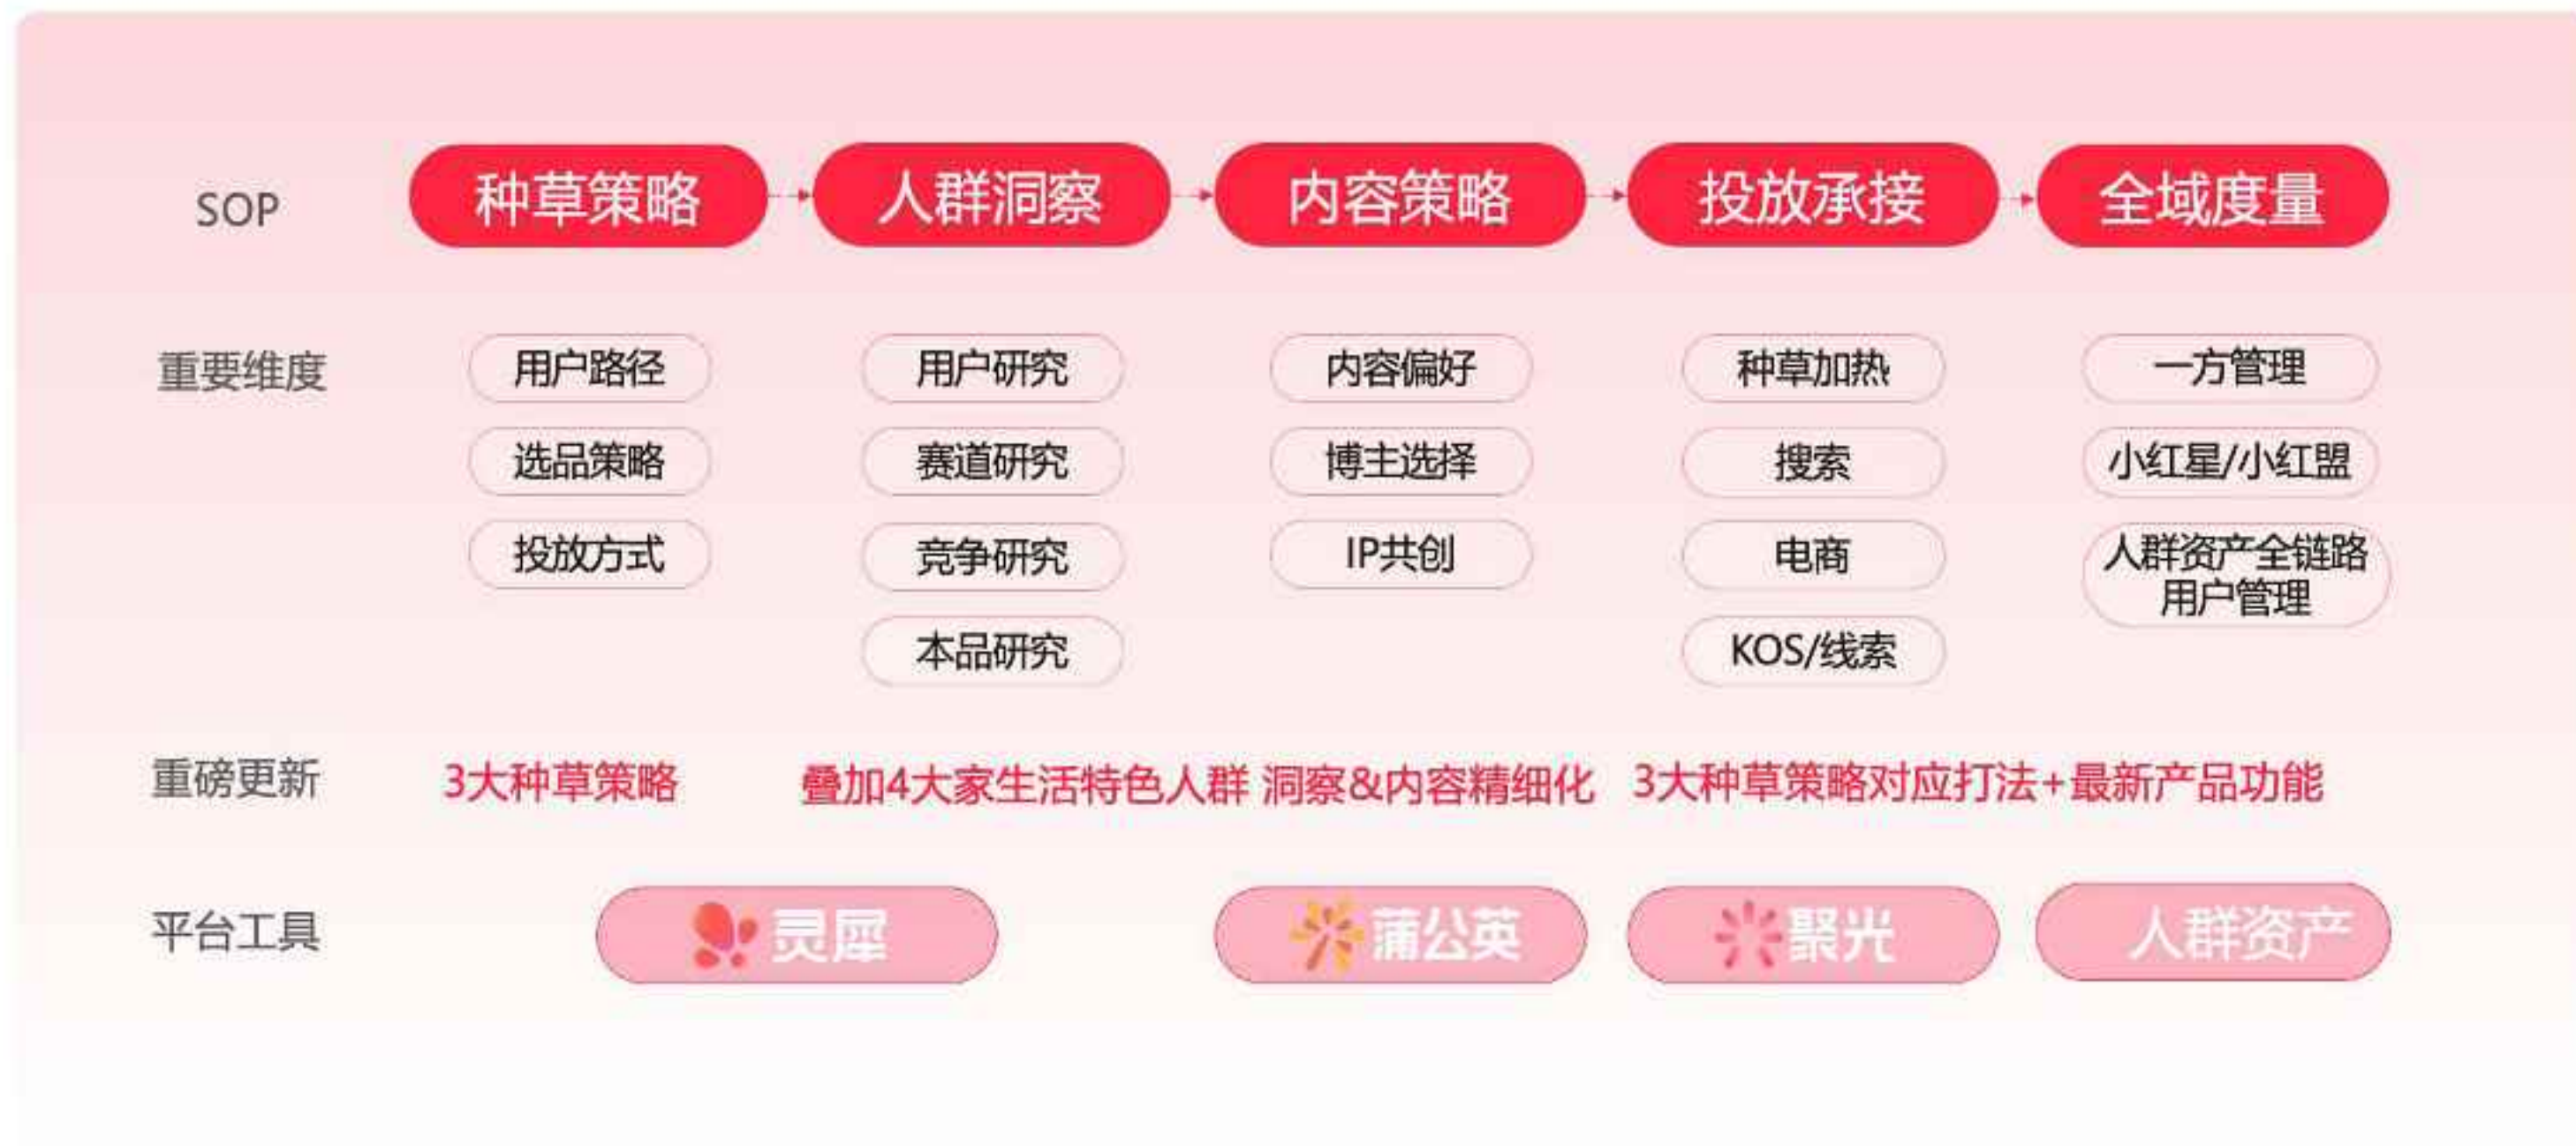 SOP 种草策略 人群洞察 内容策略 投放承接 全域度量
重要维度 用户路径 用户研究 内容偏好 种草加热 一方管理
选品策略 赛道研究 博主选择 搜索 小红星/小红盟
投放方式 竞争研究 IP共创 电商 人群资产全链路
用户管理
本品研究 KOS/线索
重磅更新 3大种草策略 叠加4大家生活特色人群 洞察&内容精细化 3大种草策略对应打法+最新产品功能
平台工具 灵犀 蒲公英 聚光 人群资产